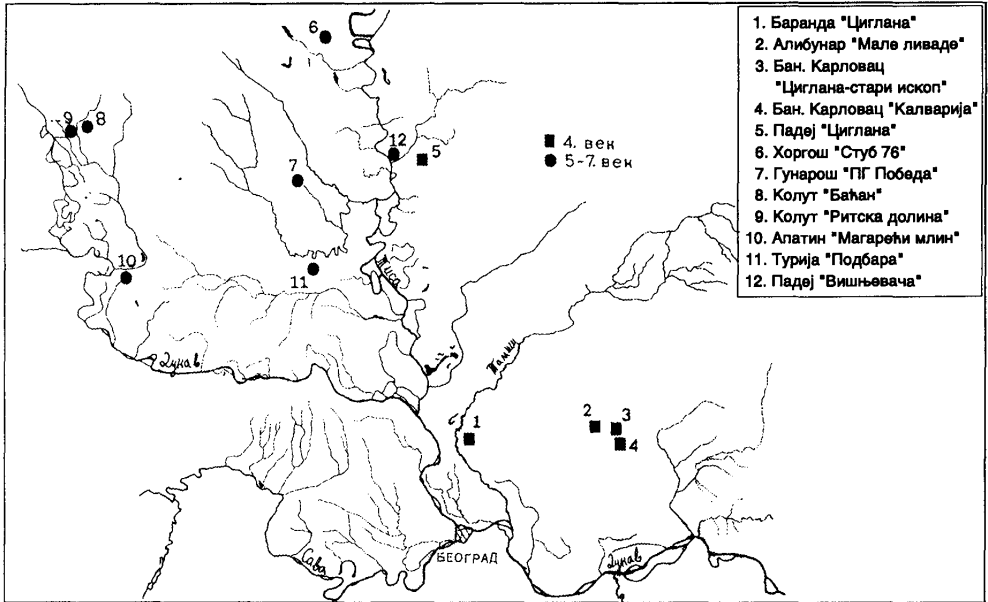 1. Баранда "Циглана"
2. Алибунар "Мале ливаде"
3. Бан. Карловац
"Циглана-стари ископ"
4. Бан. Карловац "Калварија"
5. Падеј "Циглана"
6. Хоргош "Стуб 76"
7. Гунарош "ПГ Победа"
8. Колут "Баћан"
9. Колут "Ритска долина"
10. Апатин "Магарећи млин"
11. Турија "Подбара"
12. Падеј "Вишњевача"
4. век
5-7. век
6
9
8
12
5
7
10
11
Тиса
Дунав
Тамиш
1
2
3
4
Сава
БЕОГРАД
Дунав